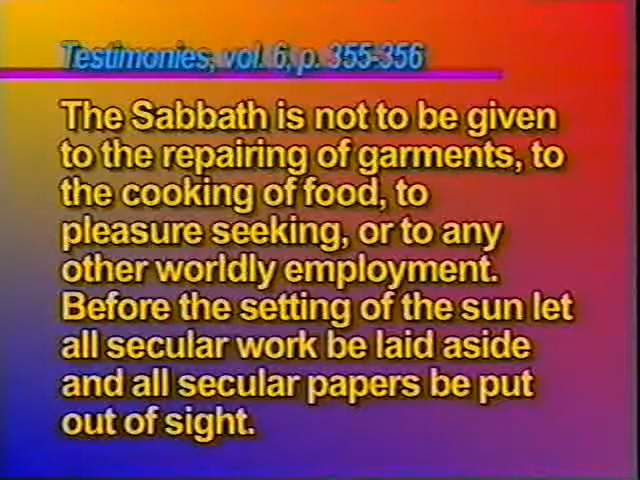 Testimonies, vol. 6, p. 355-356
The Sabbath is not to be given
to the repairing of garments, to
the cooking of food, to
pleasure seeking, or to any
other worldly employment.
Before the setting of the sun let
all secular work be laid aside
and all secular papers be put
out of sight.